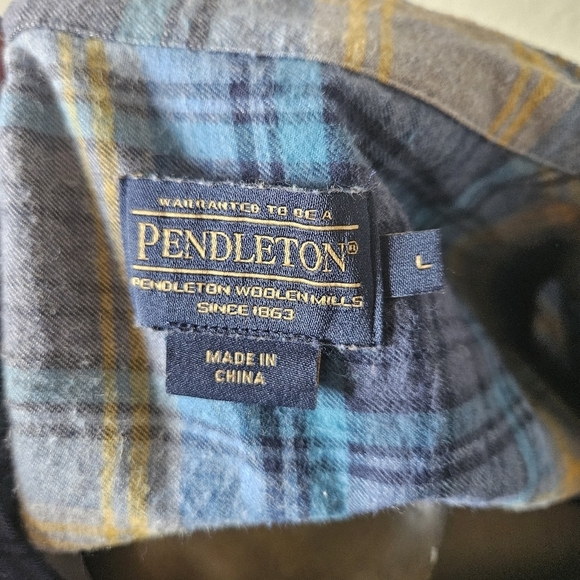 WARRANTED TO BE A
PENDLETON®
PENDLETON WOOLEN MILLS
SINCE 1863
L
MADE IN
CHINA